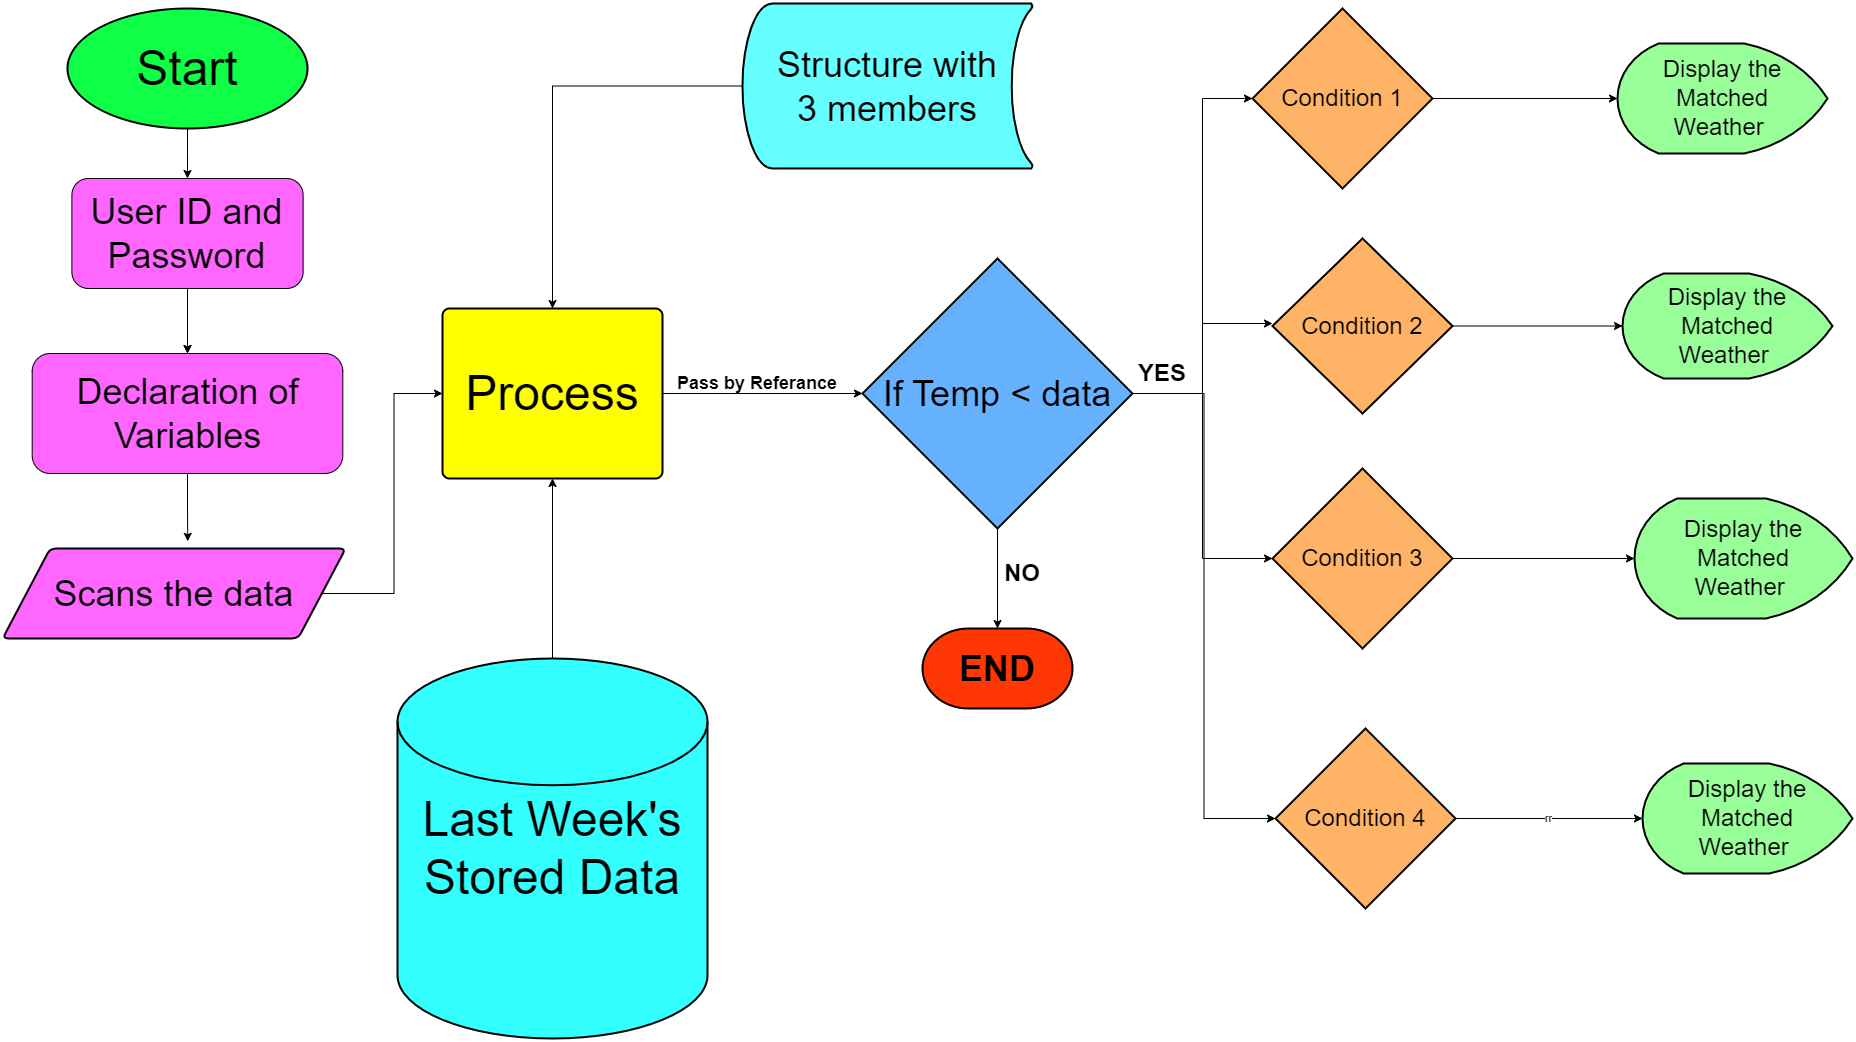 Start
User ID and
Password
Declaration of
Variables
Scans the data
Structure with
3 members
Process
Last Week's
Stored Data
Pass by Referance
If Temp < data
YES
NO
END
Condition 1
Display the
Matched
Weather
Condition 2
Display the
Matched
Weather
Condition 3
Display the
Matched
Weather
Condition 4
rr
Display the
Matched
Weather